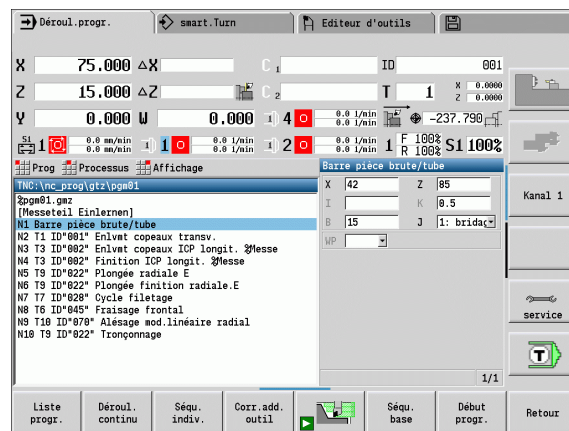 Déroul.progr. smart.Turn Editeur d'outils
X 75.000 ΔX C 1 ID 001
Z 15.000 ΔZ C 2 T 1 X 0.0000 Z 0.0000
Y 0.000 W 0.000 4 0.0 1/min 0.0 1/min -237.790
S1 1 0.0 mm/min 0.0 mm/min 1) 1 0.0 1/min 0.0 1/min 1) 2 0.0 1/min 0.0 1/min 1 F 100% R 100% S1 100%
Prog Processus Affichage
TNC:\nc_prog\gtz\pgm01
%pgm01.gmz
[Messeteil Einlernen]
N1 Barre pièce brute/tube
N2 T1 ID"001" Enlvmt copeaux transv.
N3 T3 ID"002" Enlvmt copeaux ICP longit. %Messe
N4 T3 ID"002" Finition ICP longit. %Messe
N5 T9 ID"022" Plongée radiale E
N6 T9 ID"022" Plongée finition radiale.E
N7 T7 ID"028" Cycle filetage
N8 T6 ID"045" Fraisage frontal
N9 T10 ID"070" Alésage mod.linéaire radial
N10 T9 ID"022" Tronçonnage
Barre pièce brute/tube
X 42 Z 85
I K 0.5
B 15 J 1: bridag
WP
1/1
Kanal 1
service
T
Liste progr.
Déroul. continu
Séqu. indiv.
Corr.add. outil
Séqu. base
Début progr.
Retour